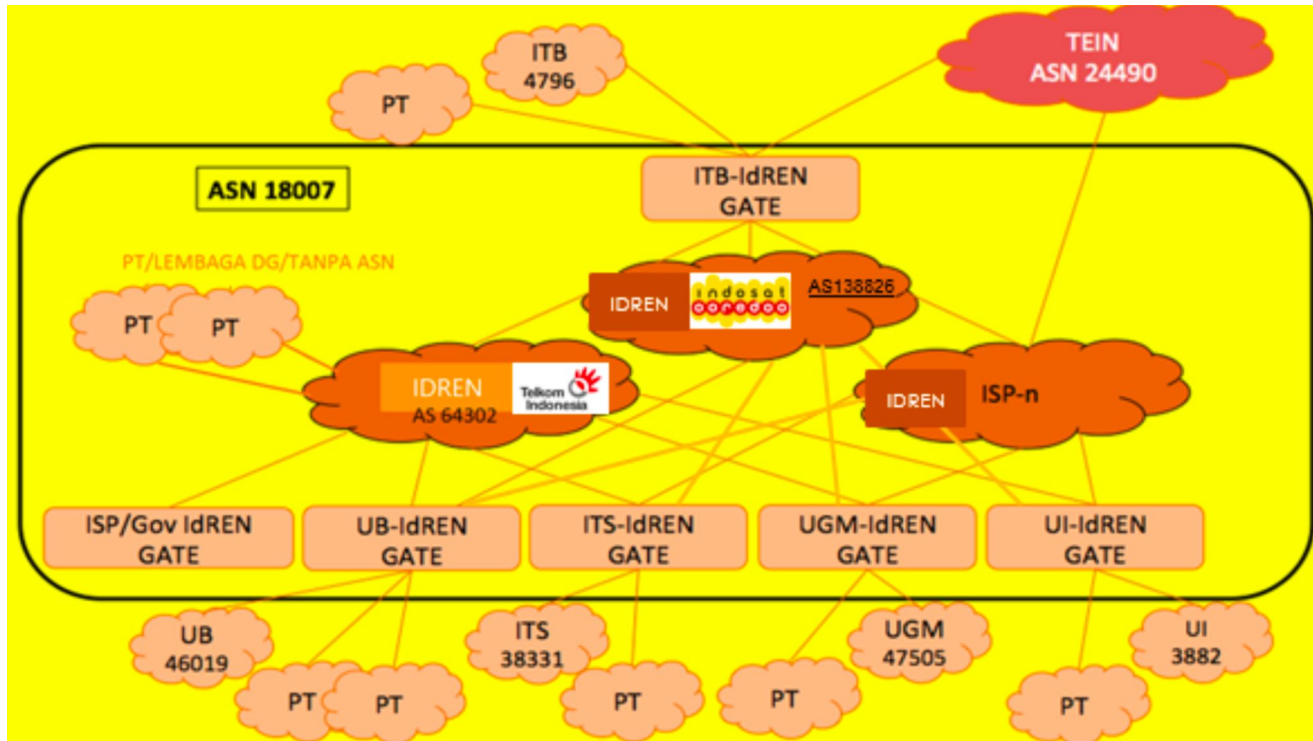 ITB
4796
TEIN
ASN 24490
PT
ASN 18007
ITB-IdREN
GATE
PT/LEMBAGA DG/TANPA ASN
PT
PT
IDREN
indosat
ooredoo
AS138826
IDREN
AS 64302
Telkom
Indonesia
IDREN
ISP-n
ISP/Gov IdREN
GATE
UB-IdREN
GATE
ITS-IdREN
GATE
UGM-IdREN
GATE
UI-IdREN
GATE
UB
46019
PT
PT
ITS
38331
PT
PT
UGM
47505
PT
UI
3882